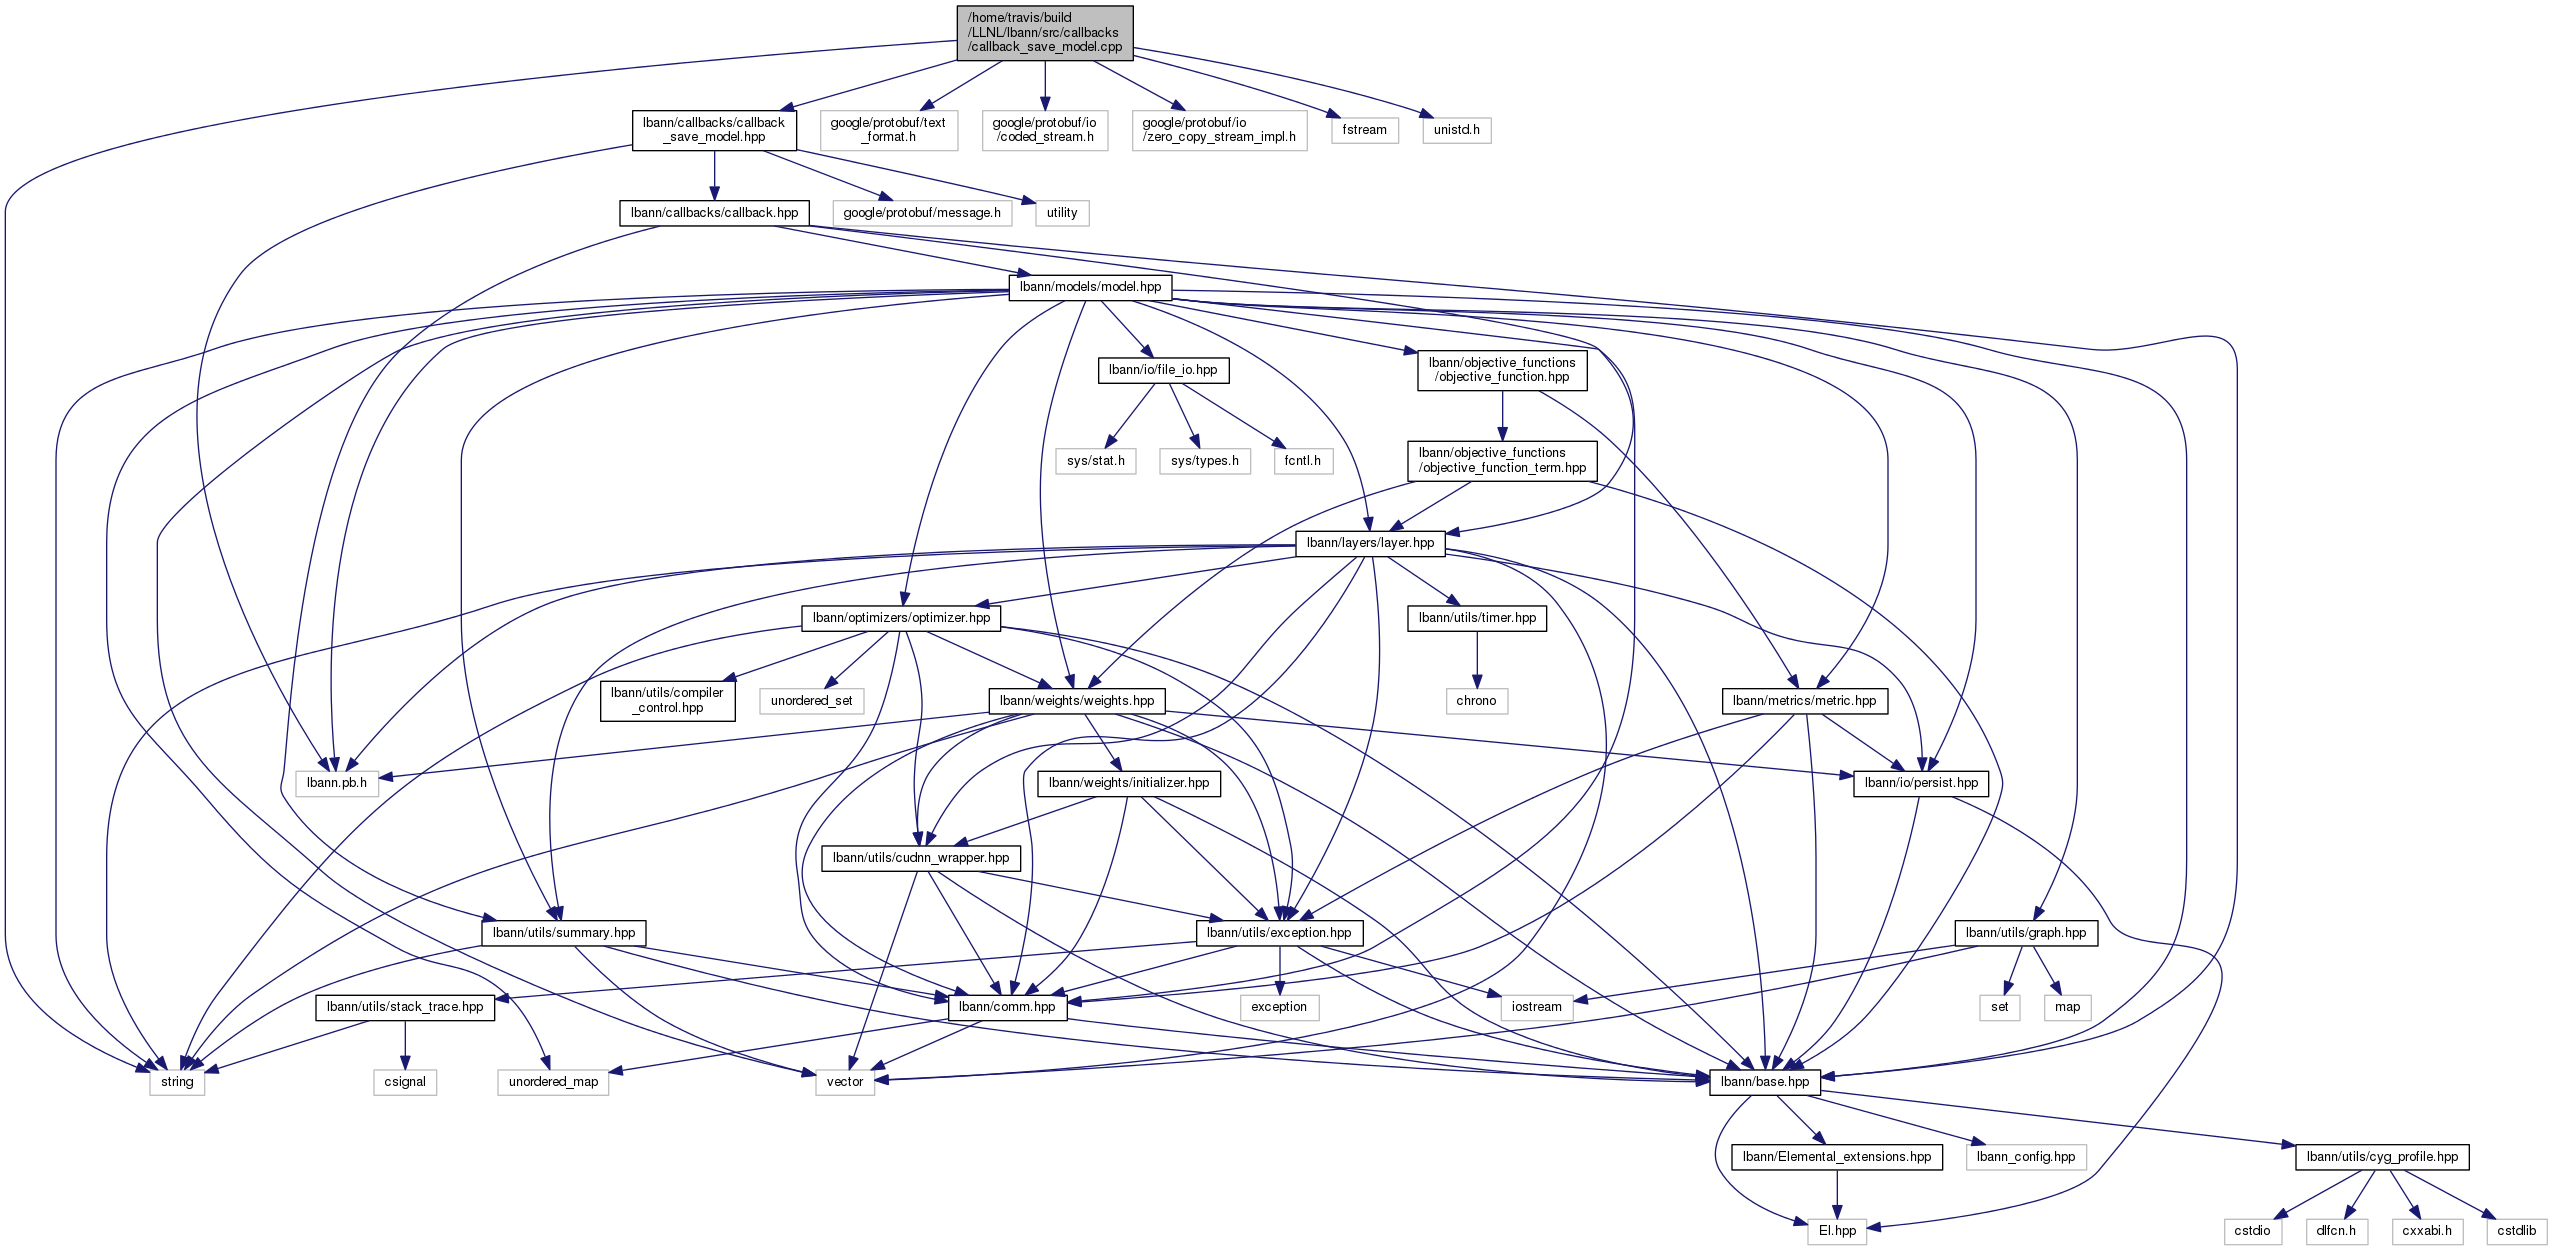 /home/travis/build
/LLNL/lbann/src/callbacks
/callback_save_model.cpp
lbann/callbacks/callback
_save_model.hpp
google/protobuf/text
_format.h
google/protobuf/io
/coded_stream.h
google/protobuf/io
/zero_copy_stream_impl.h
fstream
unistd.h
lbann/callbacks/callback.hpp
google/protobuf/message.h
utility
lbann/models/model.hpp
lbann/io/file_io.hpp
lbann/objective_functions
/objective_function.hpp
sys/stat.h
sys/types.h
fcntl.h
lbann/objective_functions
/objective_function_term.hpp
lbann/layers/layer.hpp
lbann/optimizers/optimizer.hpp
lbann/utils/timer.hpp
lbann/utils/compiler
_control.hpp
unordered_set
lbann/weights/weights.hpp
chrono
lbann/metrics/metric.hpp
lbann.pb.h
lbann/weights/initializer.hpp
lbann/io/persist.hpp
lbann/utils/cudnn_wrapper.hpp
lbann/utils/summary.hpp
lbann/utils/exception.hpp
lbann/utils/graph.hpp
lbann/utils/stack_trace.hpp
lbann/comm.hpp
exception
iostream
set
map
string
csignal
unordered_map
vector
lbann/base.hpp
lbann/Elemental_extensions.hpp
lbann_config.hpp
lbann/utils/cyg_profile.hpp
El.hpp
cstdio
dlfcn.h
cxxabi.h
cstdlib